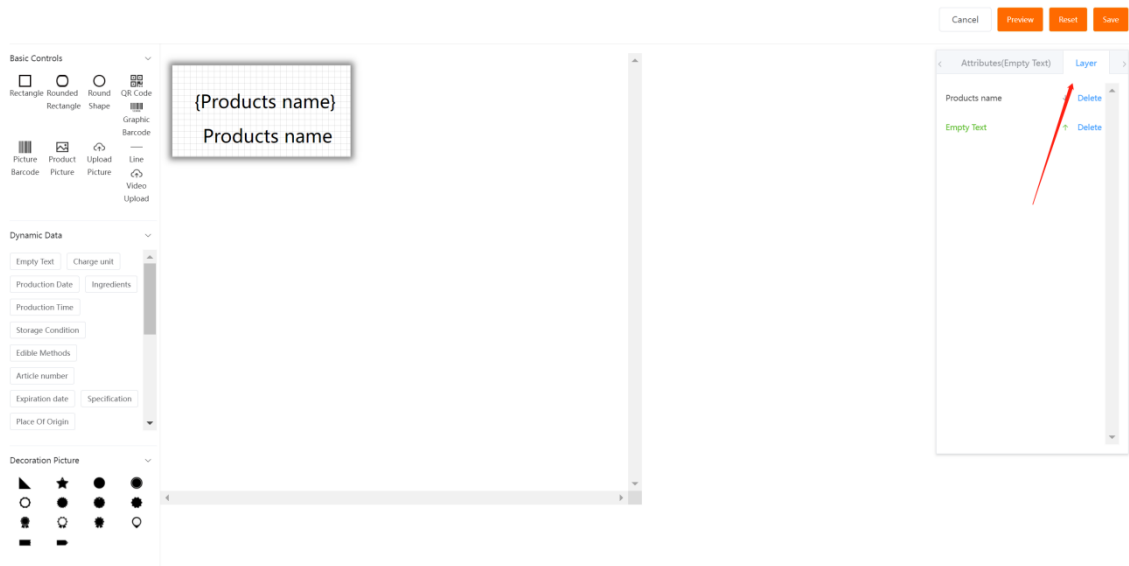 Cancel
Preview
Reset
Save
Basic Controls
Rectangle
Rounded
Rectangle
Round
Shape
QR Code
Graphic
Barcode
Picture
Barcode
Product
Picture
Upload
Picture
Line
Video
Upload
Dynamic Data
Empty Text
Charge unit
Production Date
Ingredients
Production Time
Storage Condition
Edible Methods
Article number
Expiration date
Specification
Place Of Origin
Decoration Picture
{Products name}
Products name
Attributes(Empty Text)
Layer
Products name
Delete
Empty Text
Delete